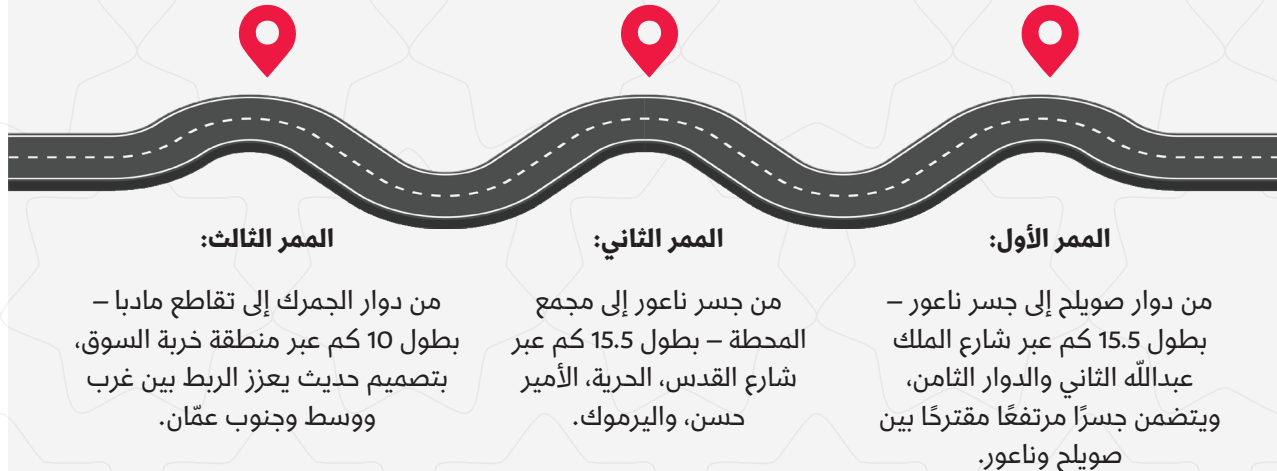 الممر الأول:
من دوار صويلح إلى جسر ناعور –
بطول 15.5 كم عبر شارع الملك
عبدالله الثاني والدوار الثامن،
ويتضمن جسرًا مرتفعًا مقترحًا بين
صويلح وناعور.
الممر الثاني:
من جسر ناعور إلى مجمع
المحطة – بطول 15.5 كم عبر
شارع القدس، الحرية، الأمير
حسن، واليرموك.
الممر الثالث:
من دوار الجمرك إلى تقاطع مادبا –
بطول 10 كم عبر منطقة خربة السوق،
بتصميم حديث يعزز الربط بين غرب
ووسط وجنوب عمّان.